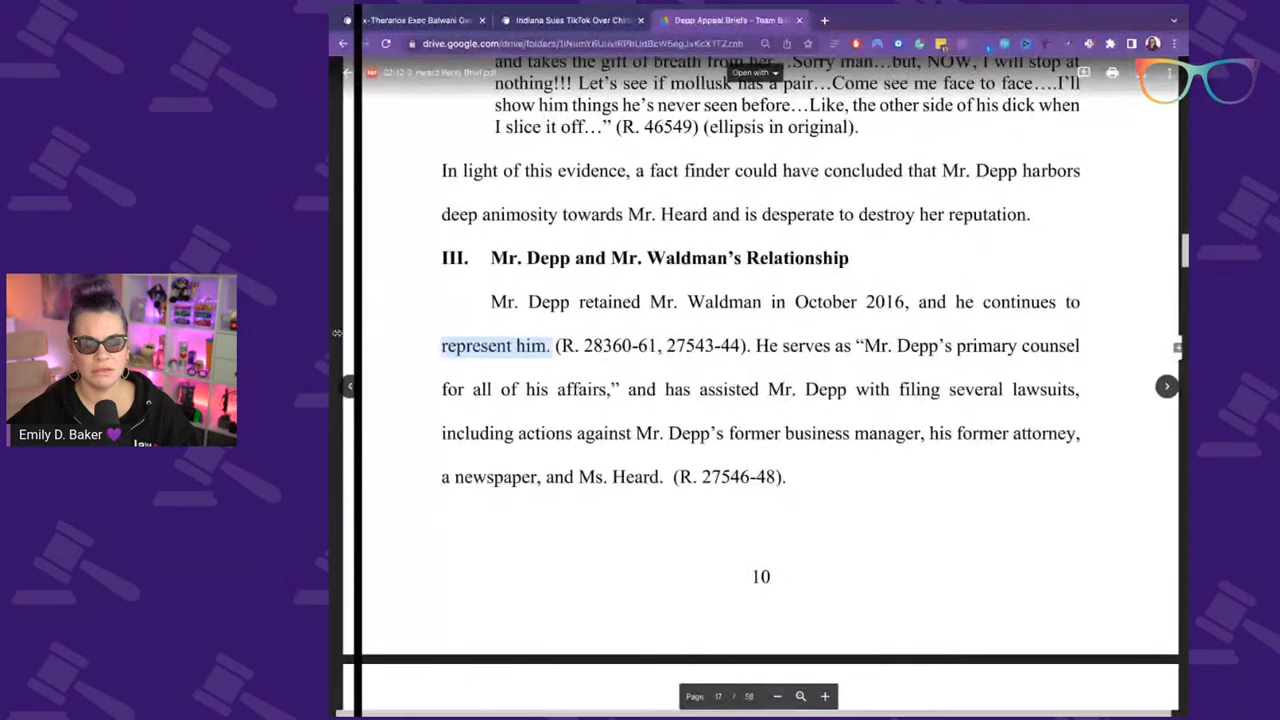 x-Theranos Exec Balwani Ge
Indiana Sues TikTok Over Chi
Depp Appeal Briefs - Team B
Open with
and takes the gift of breath from her…Sorry man…but, NOW, I will stop at
nothing!!! Let’s see if mollusk has a pair…Come see me face to face….I’ll
show him things he’s never seen before…Like, the other side of his dick when
I slice it off…” (R. 46549) (ellipsis in original).
In light of this evidence, a fact finder could have concluded that Mr. Depp harbors
deep animosity towards Mr. Heard and is desperate to destroy her reputation.
III. Mr. Depp and Mr. Waldman’s Relationship
Mr. Depp retained Mr. Waldman in October 2016, and he continues to
represent him. (R. 28360-61, 27543-44). He serves as “Mr. Depp’s primary counsel
for all of his affairs,” and has assisted Mr. Depp with filing several lawsuits,
including actions against Mr. Depp’s former business manager, his former attorney,
a newspaper, and Ms. Heard. (R. 27546-48).
10
Page 17 / 58
Emily D. Baker
law